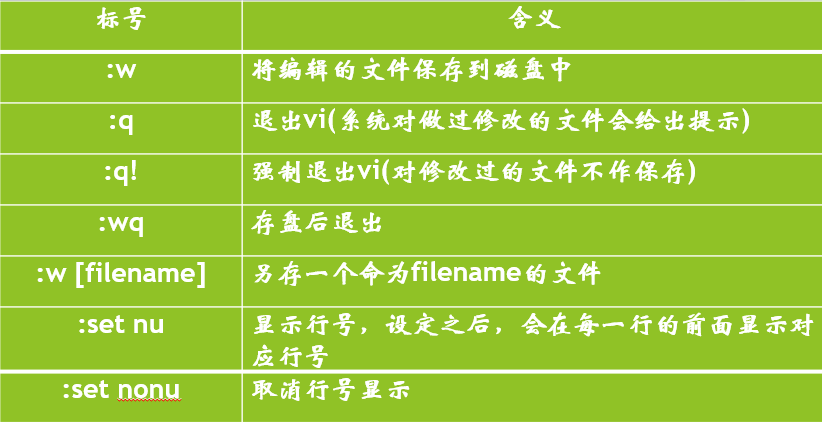 标号 含义
:w 将编辑的文件保存到磁盘中
:q 退出vi(系统对做过修改的文件会给出提示)
:q! 强制退出vi(对修改过的文件不作保存)
:wq 存盘后退出
:w [filename] 另存一个命为filename的文件
:set nu 显示行号，设定之后，会在每一行的前面显示对
应行号
:set nonu 取消行号显示